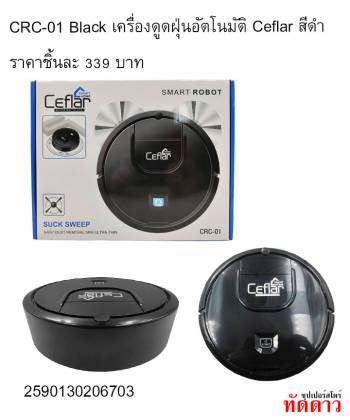 CRC-01 Black เครื่องดูดฝุ่นอัตโนมัติ Ceflar สีดำ
ราคาชิ้นละ 339 บาท
Ceflar
SMART ROBOT
Ceflar
SUCK SWEEP
CRC-01
Ceflar
Ceflar
2590130206703
ซุปเปอร์สโตร์
ทัดดาว